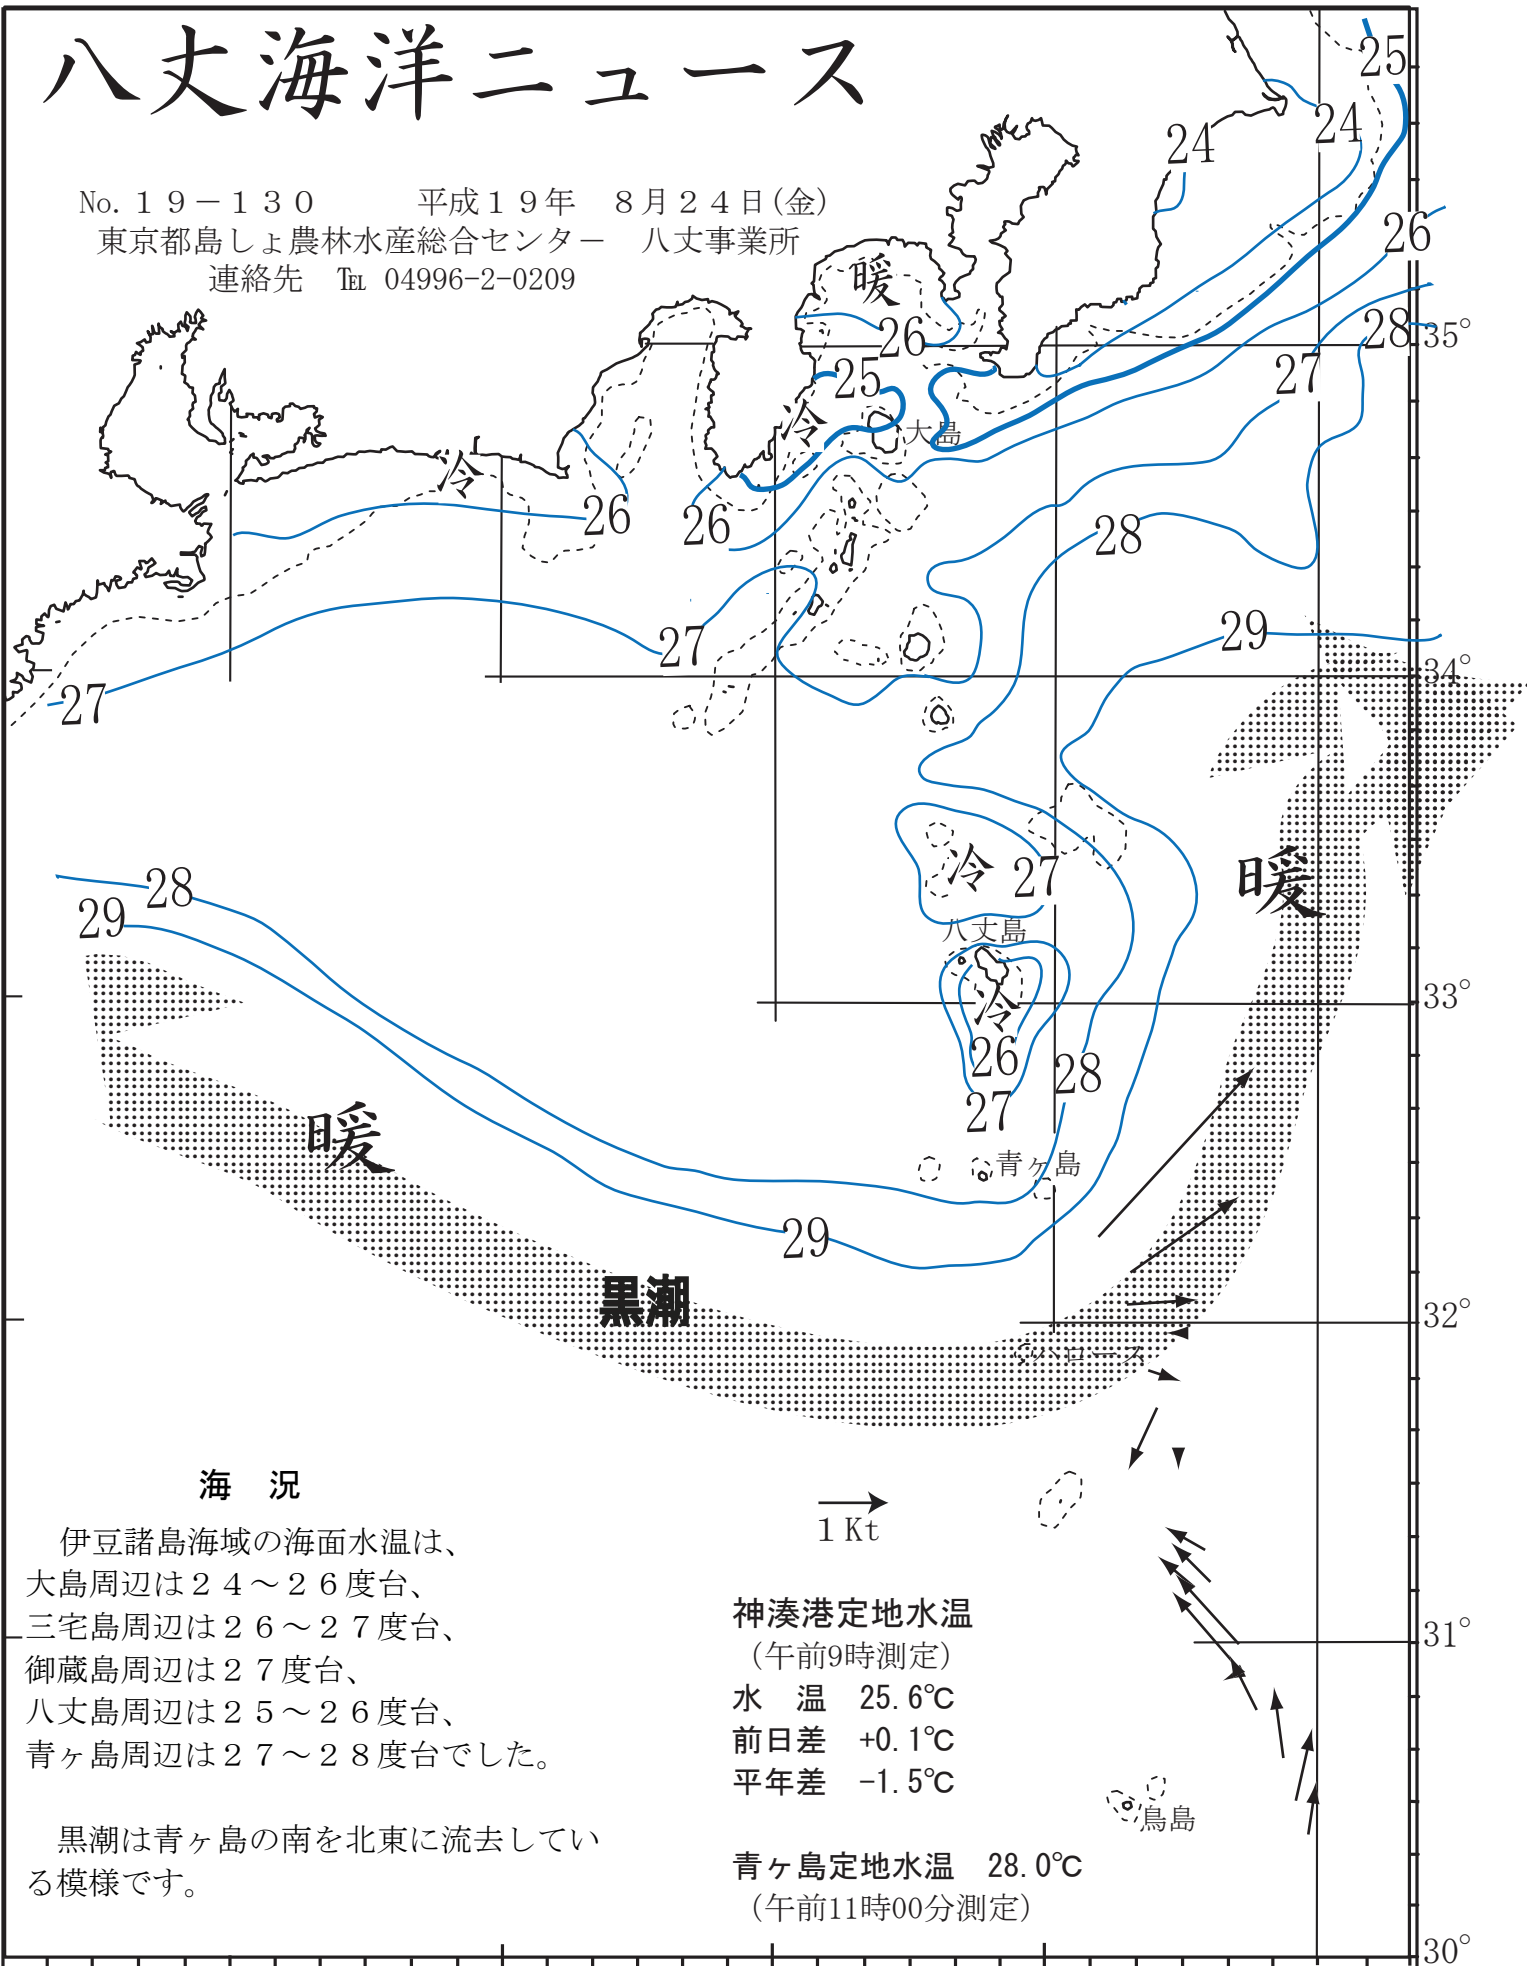 八丈海洋ニュース
No.１９－１３０　　　平成１９年　８月２４日(金)
東京都島しょ農林水産総合センタ－　八丈事業所
連絡先　℡ 04996-2-0209
25
24
24
26
暖
26
28
35°
27
25
冷
大島
冷
26
26
28
29
27
34°
27
冷
27
暖
28
29
八丈島
33°
冷
26
28
27
暖
青ヶ島
29
黒潮
32°
ベヨネース
海　況
　伊豆諸島海域の海面水温は、
大島周辺は２４～２６度台、
三宅島周辺は２６～２７度台、
御蔵島周辺は２７度台、
八丈島周辺は２５～２６度台、
青ヶ島周辺は２７～２８度台でした。
　黒潮は青ヶ島の南を北東に流去してい
る模様です。
1 Kt
神湊港定地水温
（午前9時測定）
水　温　25.6℃
前日差　+0.1℃
平年差　-1.5℃
青ヶ島定地水温　28.0℃
（午前11時00分測定）
31°
鳥島
30°